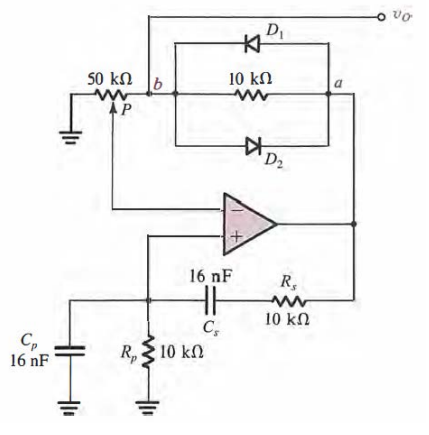 v_O
D_1
50 kΩ
b
10 kΩ
a
P
D_2
−
+
16 nF
R_s
C_s
10 kΩ
C_p
16 nF
R_p
10 kΩ